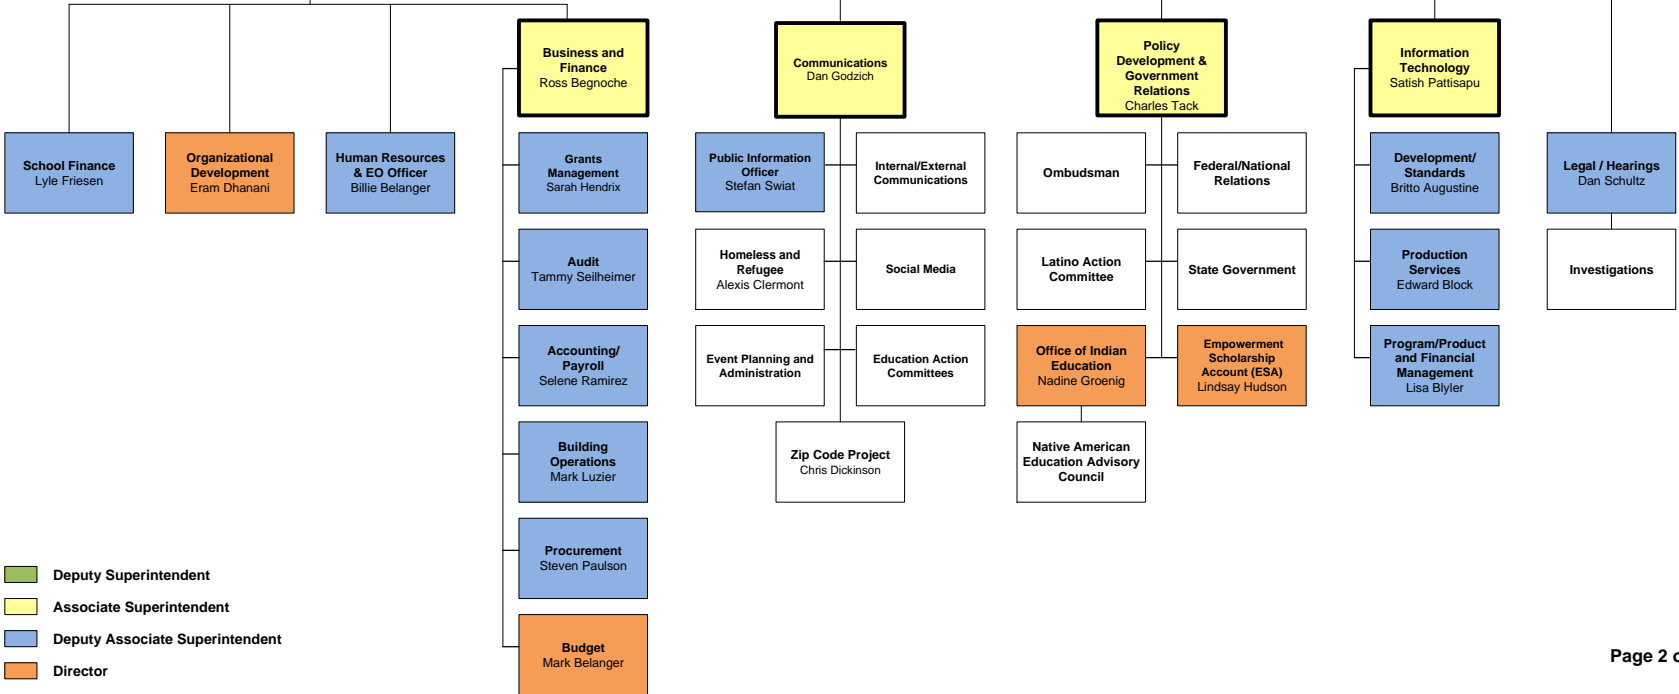 Business and
Finance
Ross Begnoche
Communications
Dan Godzich
Policy
Development &
Government
Relations
Charles Tack
Information
Technology
Satish Pattisapu
School Finance
Lyle Friesen
Organizational
Development
Eram Dhanani
Human Resources
& EO Officer
Billie Belanger
Grants
Management
Sarah Hendrix
Public Information
Officer
Stefan Swiat
Internal/External
Communications
Ombudsman
Federal/National
Relations
Development/
Standards
Britto Augustine
Legal / Hearings
Dan Schultz
Audit
Tammy Seilheimer
Homeless and
Refugee
Alexis Clermont
Social Media
Latino Action
Committee
State Government
Production
Services
Edward Block
Investigations
Accounting/
Payroll
Selene Ramirez
Event Planning and
Administration
Education Action
Committees
Office of Indian
Education
Nadine Groenig
Empowerment
Scholarship
Account (ESA)
Lindsay Hudson
Program/Product
and Financial
Management
Lisa Blyler
Building
Operations
Mark Luzier
Zip Code Project
Chris Dickinson
Native American
Education Advisory
Council
Procurement
Steven Paulson
Budget
Mark Belanger
Deputy Superintendent
Associate Superintendent
Deputy Associate Superintendent
Director
Page 2